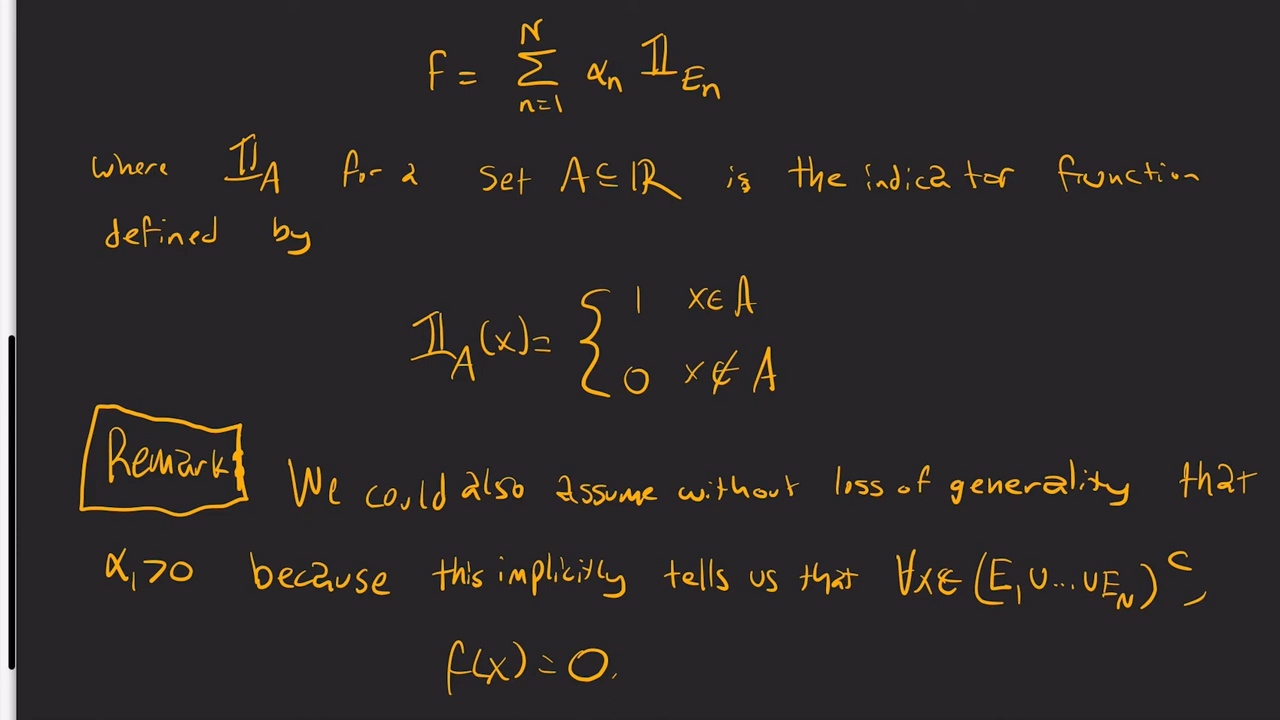 f = \sum_{n=1}^{N} α_n 𝟙_{E_n}
where 𝟙_A for a set A ⊆ ℝ is the indicator function
defined by
𝟙_A(x) = { 1 x ∈ A
0 x ∉ A
Remark: We could also assume without loss of generality that
α_1 > 0 because this implicitly tells us that ∀x ∈ (E_1 ∪ ... ∪ E_N)^c,
f(x) = 0.